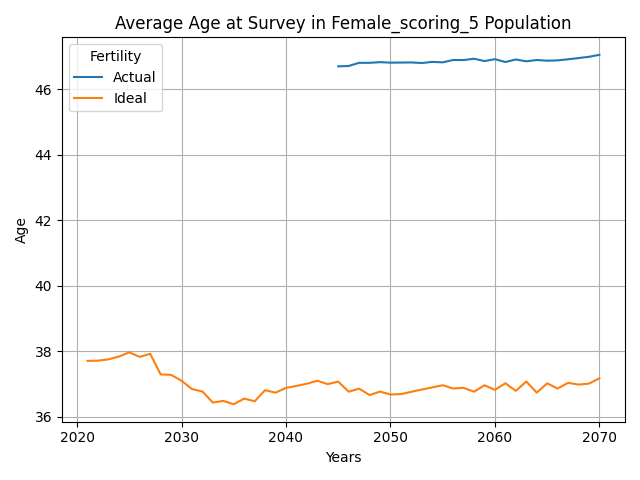 Average Age at Survey in Female_scoring_5 Population
Fertility
Actual
Ideal
Age
46
44
42
40
38
36
2020 2030 2040 2050 2060 2070
Years